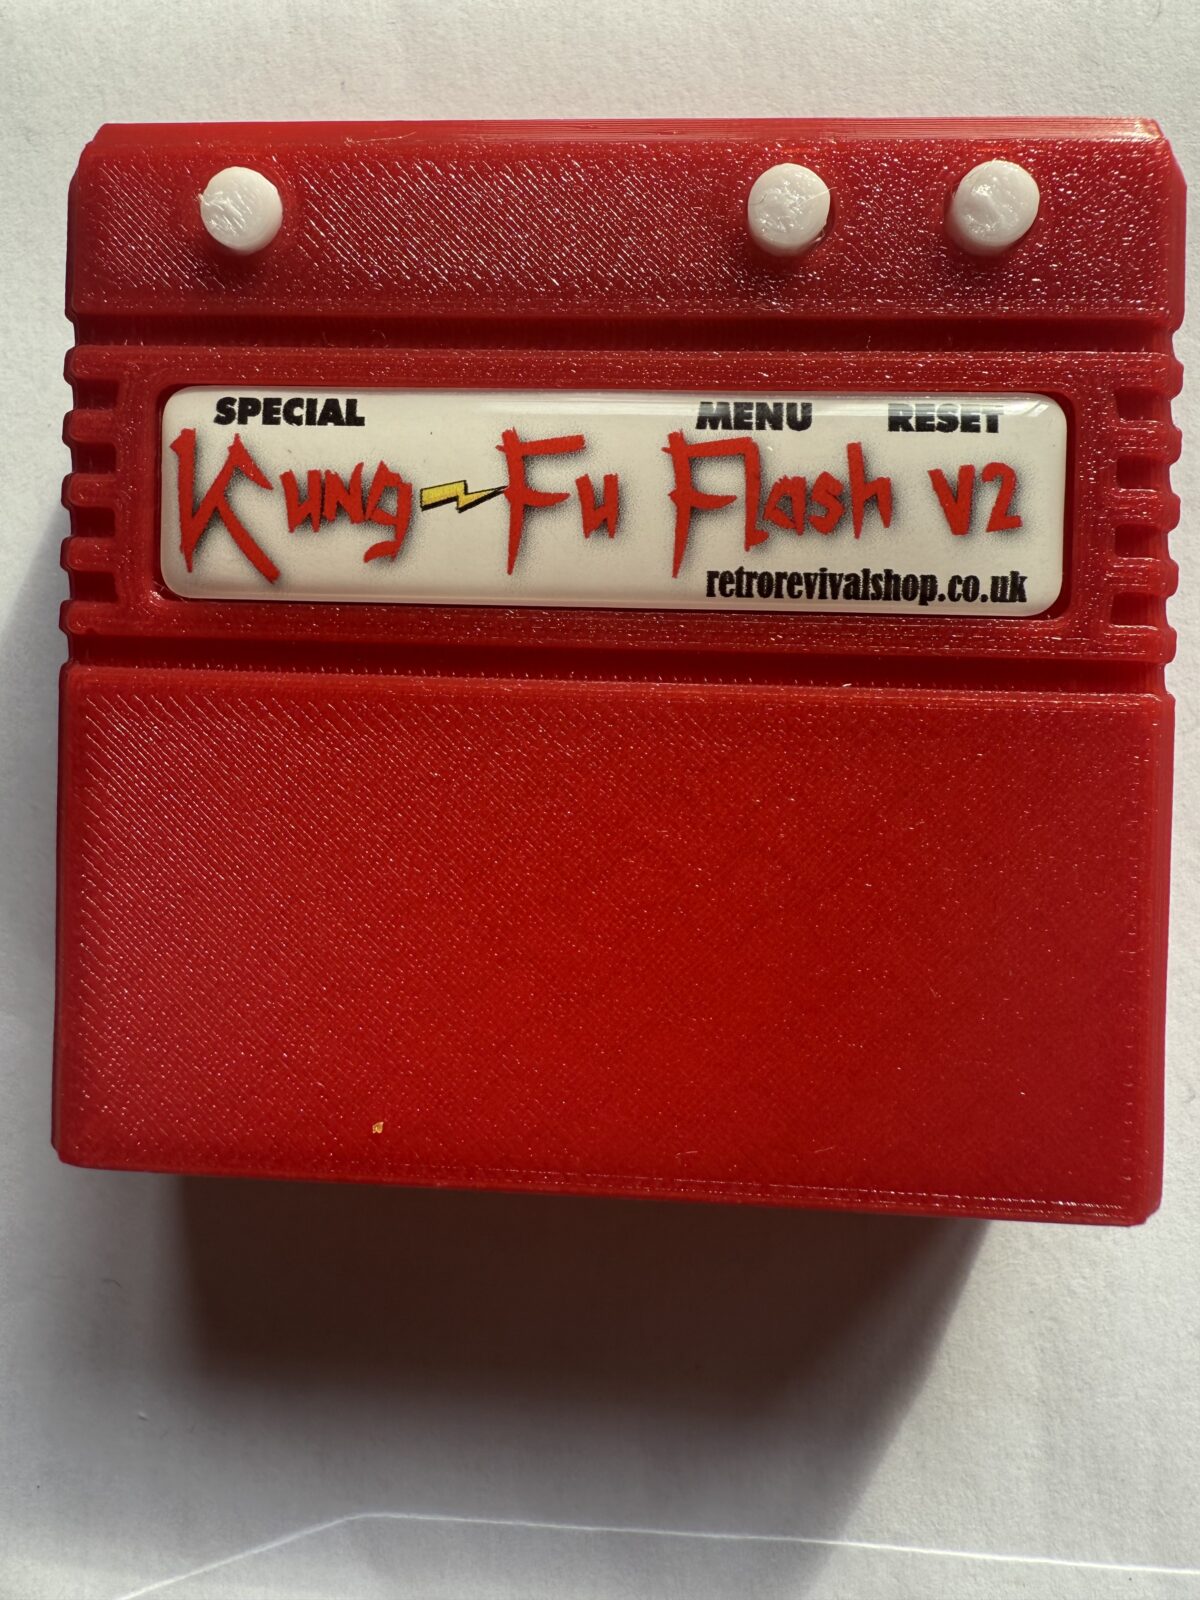 SPECIAL MENU RESET
Kung-Fu Flash v2
retrorevivalshop.co.uk